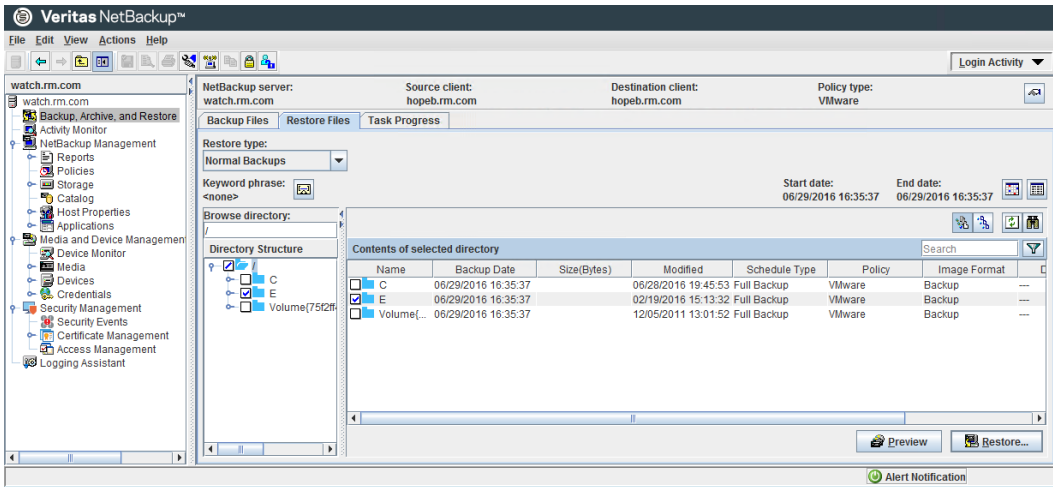 Veritas NetBackup™
File Edit View Actions Help
Login Activity
watch.rm.com
watch.rm.com
Backup, Archive, and Restore
Activity Monitor
NetBackup Management
Reports
Policies
Storage
Catalog
Host Properties
Applications
Media and Device Management
Device Monitor
Media
Devices
Credentials
Security Management
Security Events
Certificate Management
Access Management
Logging Assistant
NetBackup server: Source client: Destination client: Policy type:
watch.rm.com hopeb.rm.com hopeb.rm.com VMware
Backup Files Restore Files Task Progress
Restore type:
Normal Backups
Keyword phrase: Start date: End date:
<none> 06/29/2016 16:35:37 06/29/2016 16:35:37
Browse directory:
/
Directory Structure
/
C
E
Volume{75f2ff
Contents of selected directory Search
Name Backup Date Size(Bytes) Modified Schedule Type Policy Image Format
C 06/29/2016 16:35:37 06/28/2016 19:45:53 Full Backup VMware Backup ---
E 06/29/2016 16:35:37 02/19/2016 15:13:32 Full Backup VMware Backup ---
Volume{... 06/29/2016 16:35:37 12/05/2011 13:01:52 Full Backup VMware Backup ---
Preview Restore...
Alert Notification